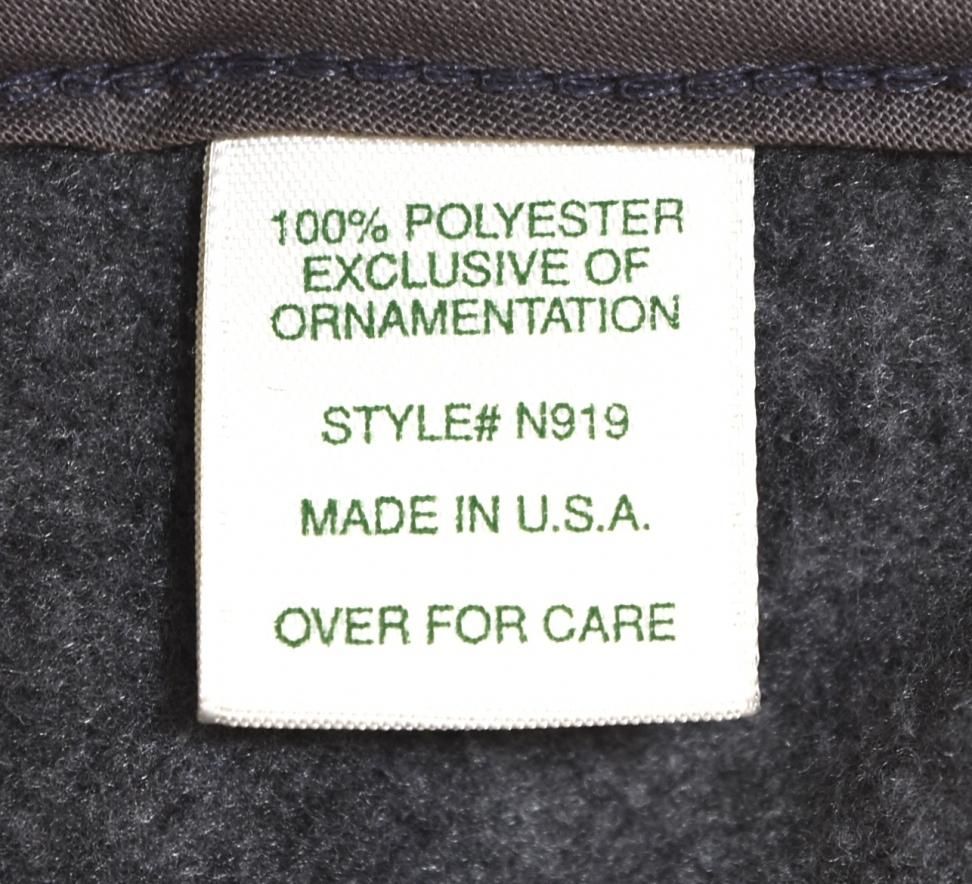 100% POLYESTER
EXCLUSIVE OF
ORNAMENTATION
STYLE# N919
MADE IN U.S.A.
OVER FOR CARE